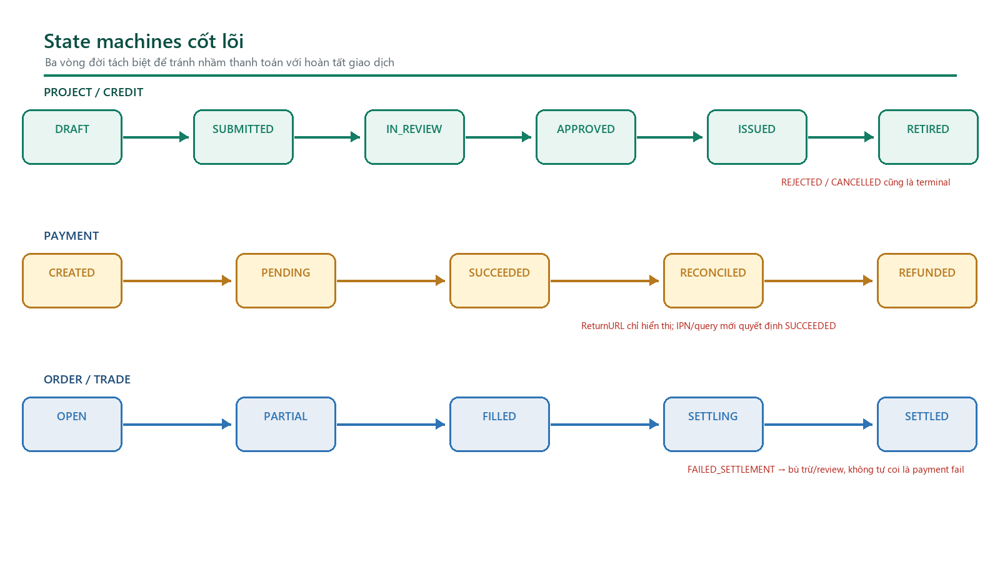 State machines cốt lõi
Ba vòng đời tách biệt để tránh nhầm thanh toán với hoàn tất giao dịch
PROJECT / CREDIT
DRAFT
SUBMITTED
IN_REVIEW
APPROVED
ISSUED
RETIRED
REJECTED / CANCELLED cũng là terminal
PAYMENT
CREATED
PENDING
SUCCEEDED
RECONCILED
REFUNDED
ReturnURL chỉ hiển thị; IPN/query mới quyết định SUCCEEDED
ORDER / TRADE
OPEN
PARTIAL
FILLED
SETTLING
SETTLED
FAILED_SETTLEMENT → bù trừ/review, không tự coi là payment fail